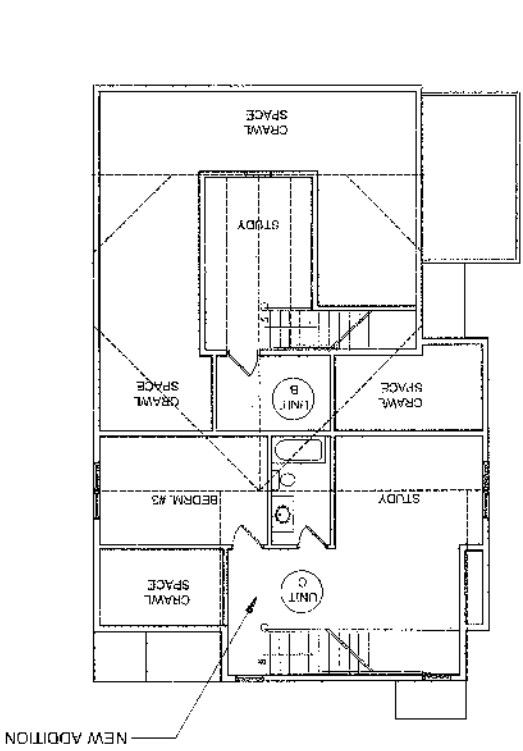 NEW ADDITION
UNIT
C
CRAWL
SPACE
STUDY
BEDRM. #3
CRAWL
SPACE
UNIT
B
CRAWL
SPACE
STUDY
CRAWL
SPACE